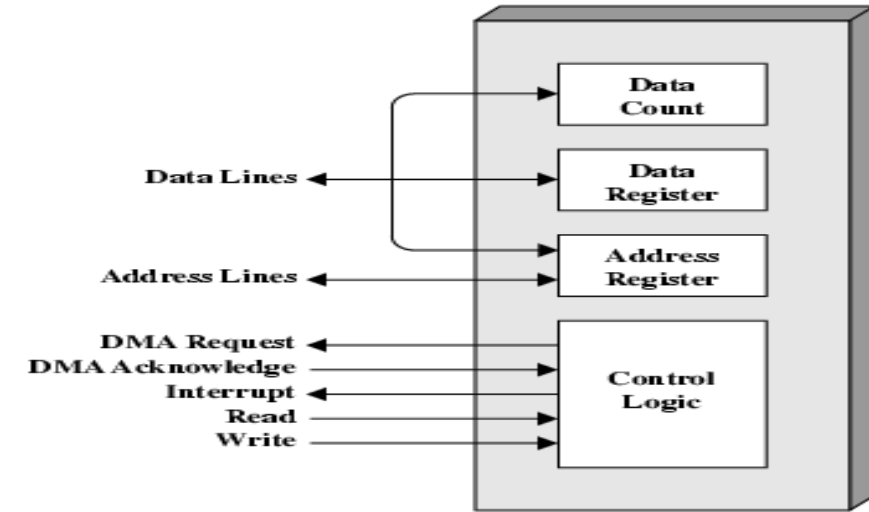 Data
Count
Data Lines
Data
Register
Address
Register
Address Lines
DMA Request
DMA Acknowledge
Interrupt
Read
Write
Control
Logic